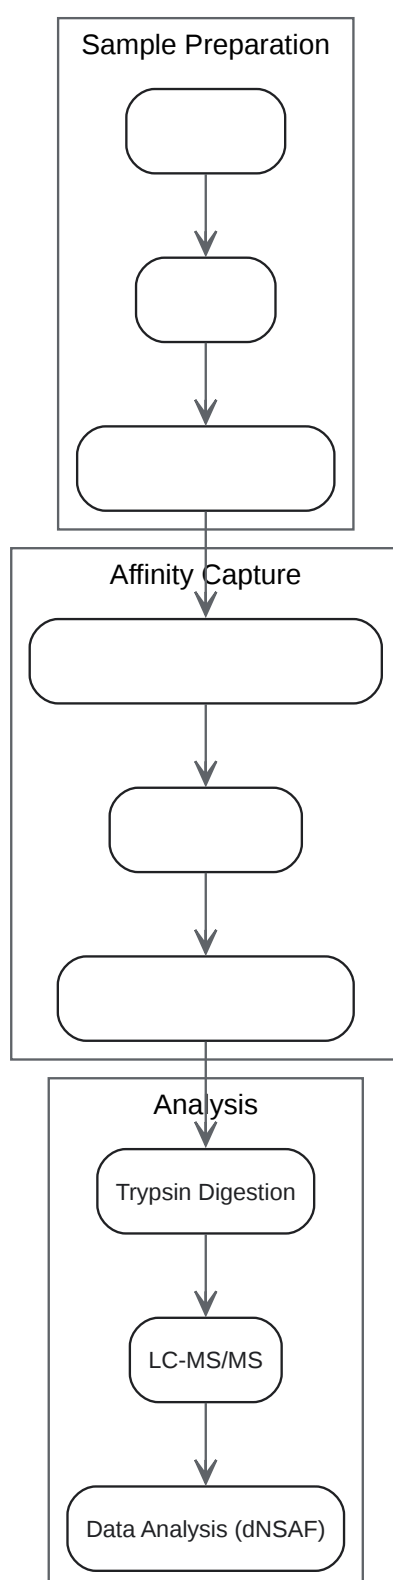 Sample Preparation
Affinity Capture
Analysis
Trypsin Digestion
LC-MS/MS
Data Analysis (dNSAF)